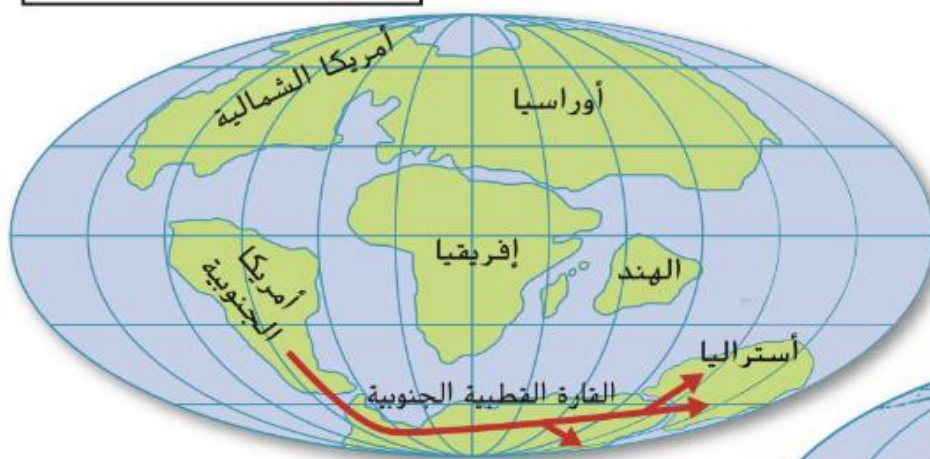 أمريكا الشمالية
أوراسيا
إفريقيا
الهند
أمريكا
الجنوبية
أستراليا
القارة القطبية الجنوبية